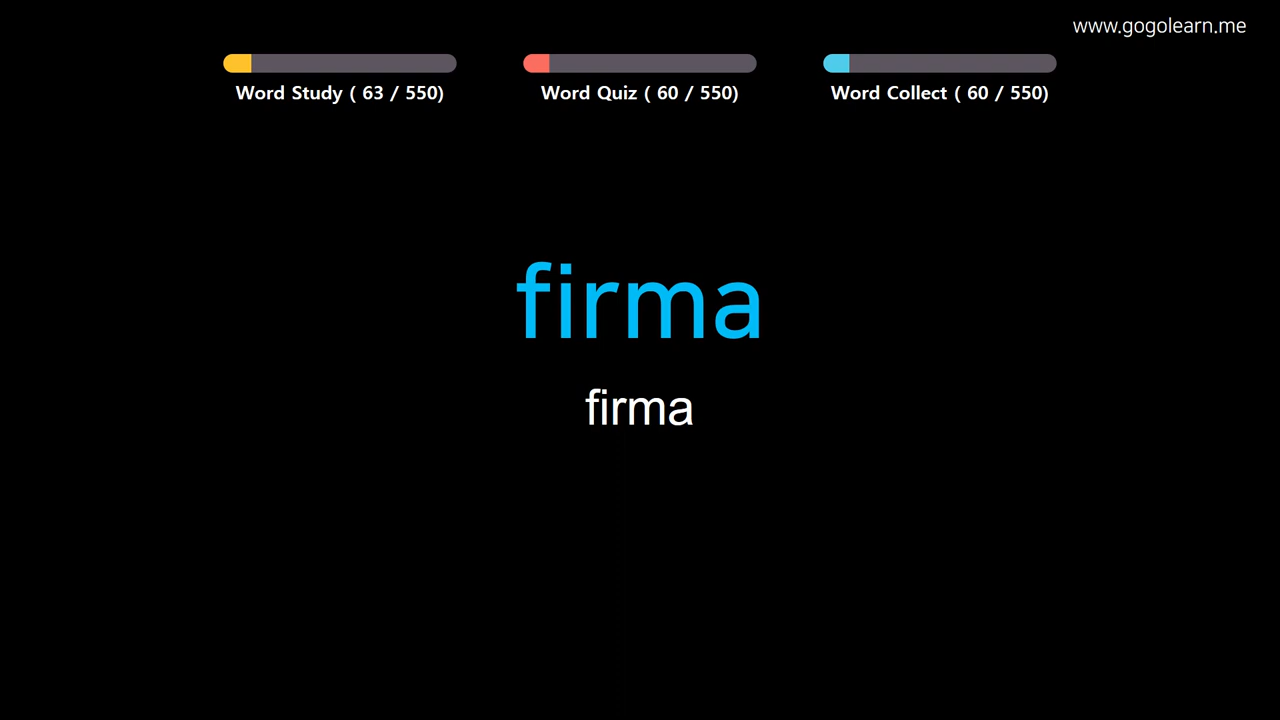 www.gogolearn.me
Word Study ( 63 / 550)
Word Quiz ( 60 / 550)
Word Collect ( 60 / 550)
firma
firma